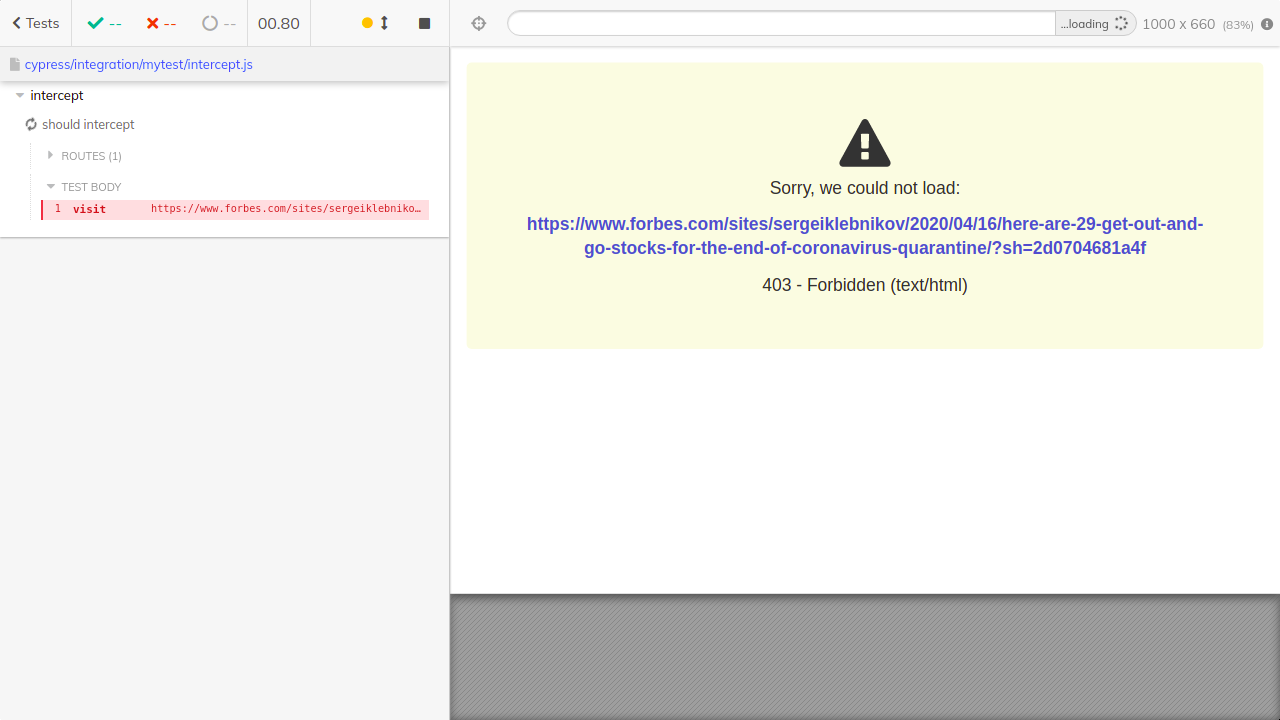 Tests -- -- -- 00.80 ...loading 1000 x 660 (83%)
cypress/integration/mytest/intercept.js
intercept
should intercept
ROUTES (1)
TEST BODY
1 visit https://www.forbes.com/sites/sergeiklebniko…
Sorry, we could not load:
https://www.forbes.com/sites/sergeiklebnikov/2020/04/16/here-are-29-get-out-and-
go-stocks-for-the-end-of-coronavirus-quarantine/?sh=2d0704681a4f
403 - Forbidden (text/html)